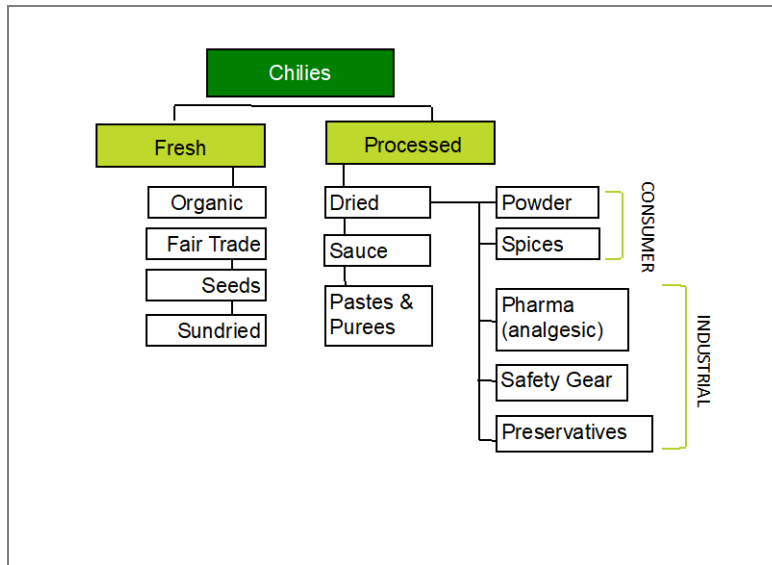 Chilies
Fresh
Processed
Organic
Fair Trade
Seeds
Sundried
Dried
Sauce
Pastes &
Purees
Powder
Spices
Pharma
(analgesic)
Safety Gear
Preservatives
CONSUMER
INDUSTRIAL